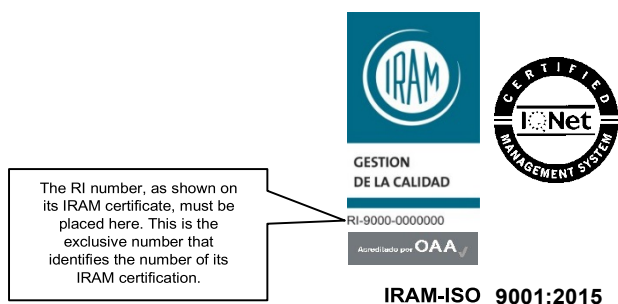 IRAM
CERTIFIED
IQNet
MANAGEMENT SYSTEM
GESTION
DE LA CALIDAD
The RI number, as shown on
its IRAM certificate, must be
placed here. This is the
exclusive number that
identifies the number of its
IRAM certification.
RI-9000-0000000
Acreditado por OAA
IRAM-ISO 9001:2015